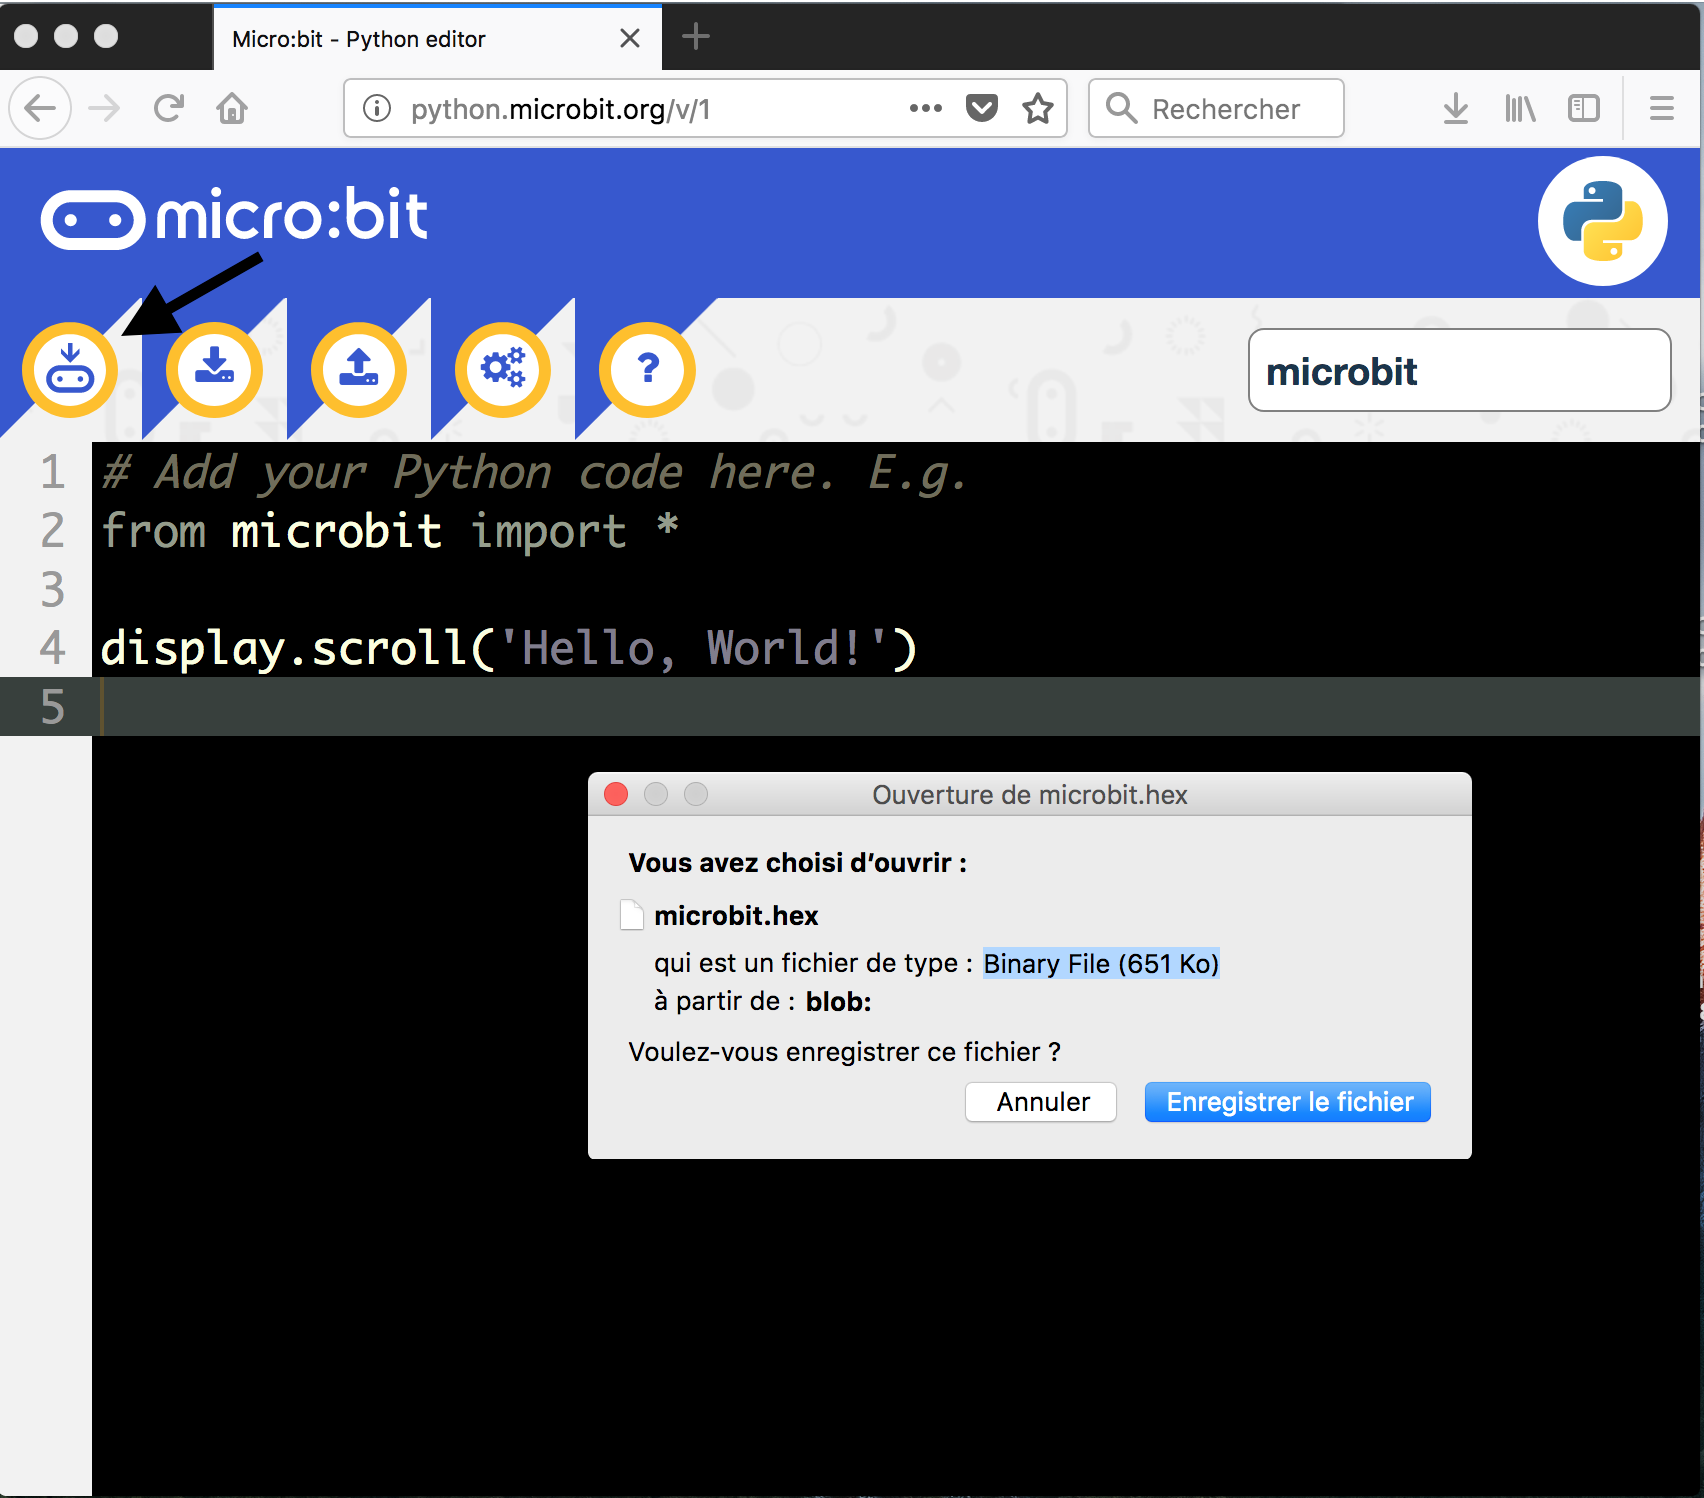 Micro:bit - Python editor
python.microbit.org/v/1
Rechercher
micro:bit
?
microbit
1 # Add your Python code here. E.g.
2 from microbit import *
3
4 display.scroll('Hello, World!')
5
Ouverture de microbit.hex
Vous avez choisi d’ouvrir :
microbit.hex
qui est un fichier de type : Binary File (651 Ko)
à partir de : blob:
Voulez-vous enregistrer ce fichier ?
Annuler
Enregistrer le fichier